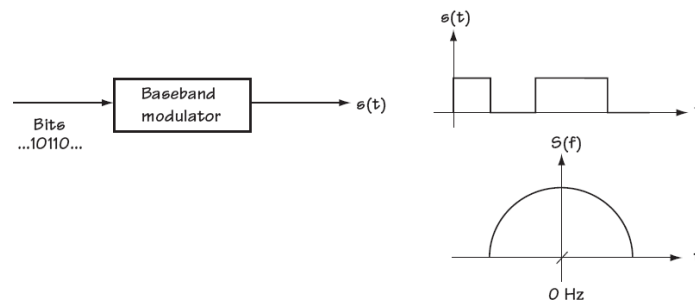 s(t)
Baseband
modulator
s(t)
Bits
...10110...
S(f)
0 Hz